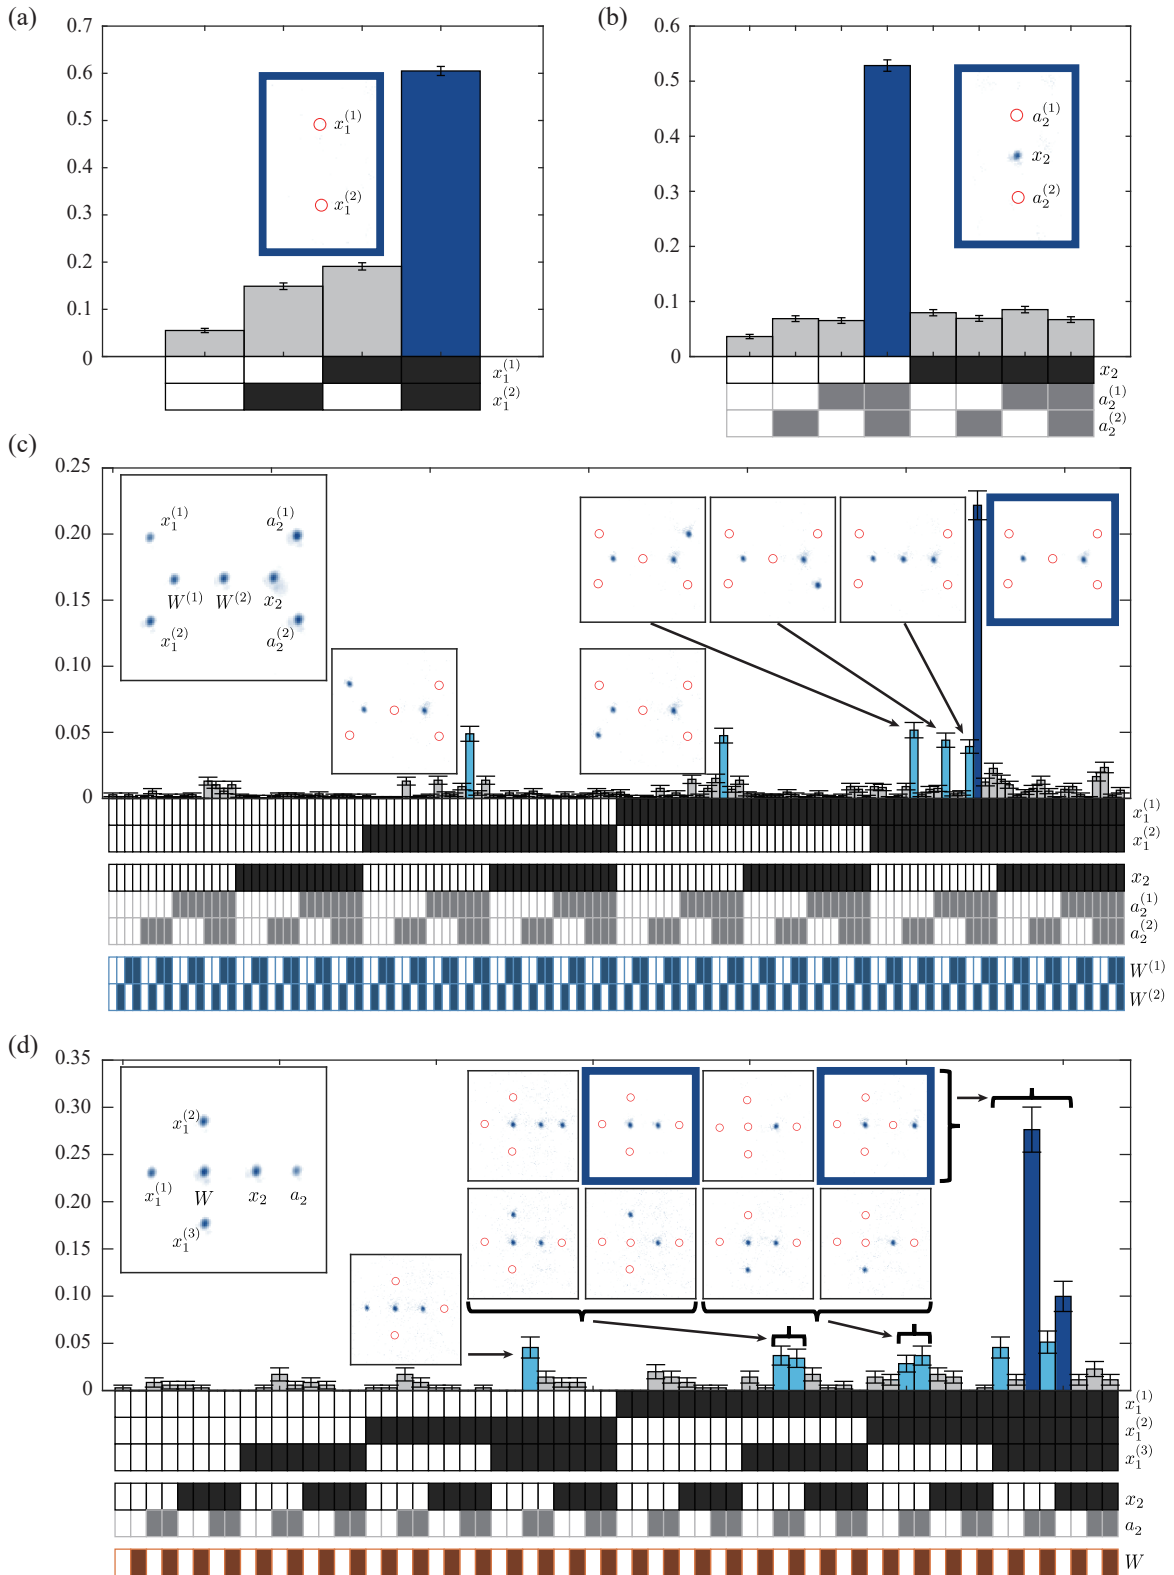 (a)
0.7
0.6
0.5
0.4
0.3
0.2
0.1
0
x₁⁽¹⁾
x₁⁽²⁾
x₁⁽¹⁾
x₁⁽²⁾
(b)
0.6
0.5
0.4
0.3
0.2
0.1
0
a₂⁽¹⁾
x₂
a₂⁽²⁾
x₂
a₂⁽¹⁾
a₂⁽²⁾
(c)
0.25
0.20
0.15
0.10
0.05
0
x₁⁽¹⁾ a₂⁽¹⁾
W⁽¹⁾ W⁽²⁾ x₂
x₁⁽²⁾ a₂⁽²⁾
x₁⁽¹⁾
x₁⁽²⁾
x₂
a₂⁽¹⁾
a₂⁽²⁾
W⁽¹⁾
W⁽²⁾
(d)
0.35
0.30
0.25
0.20
0.15
0.10
0.05
0
x₁⁽²⁾
x₁⁽¹⁾ W x₂ a₂
x₁⁽³⁾
x₁⁽¹⁾
x₁⁽²⁾
x₁⁽³⁾
x₂
a₂
W